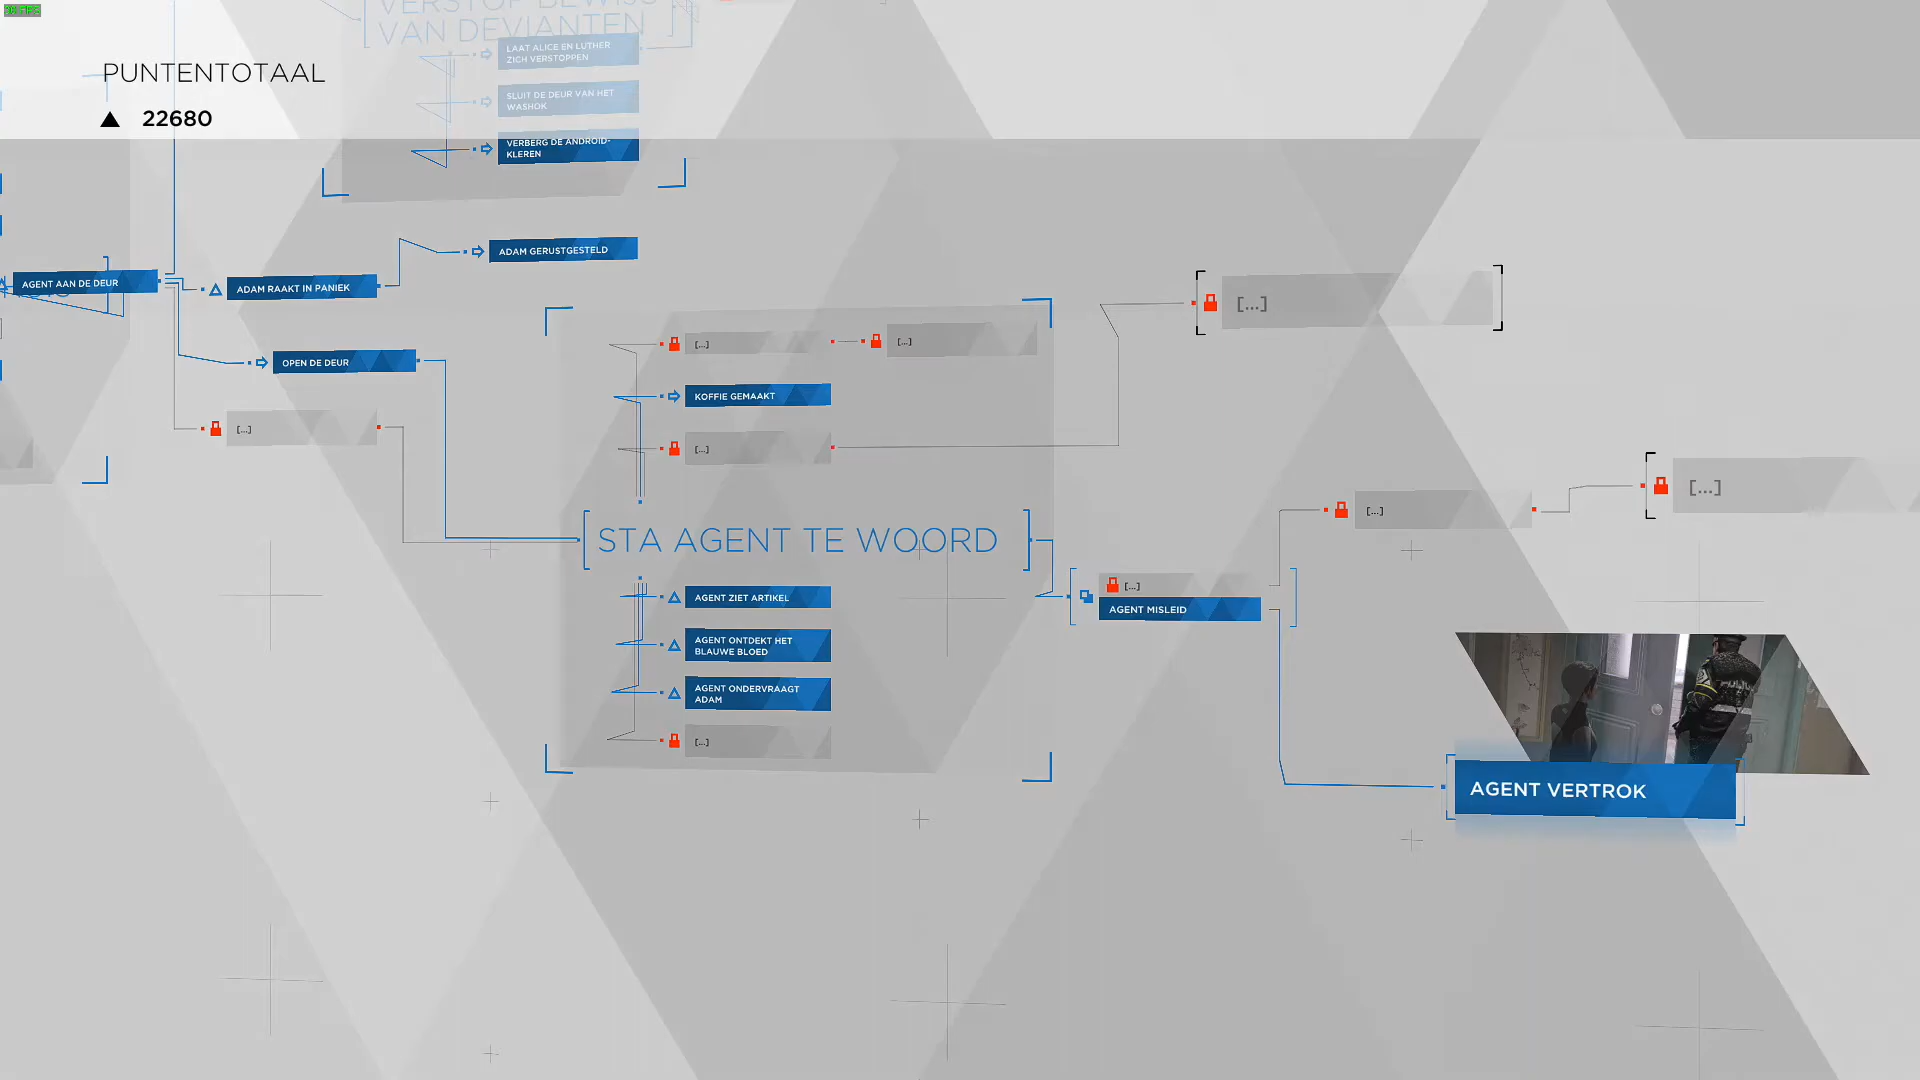 PUNTENTOTAAL
22680
VAN DEVIANTEN
LAAT ALICE EN LUTHER
ZICH VERSTOPPEN
SLUIT DE DEUR VAN HET
WASHOK
VERBERG DE ANDROID-
KLEREN
ADAM GERUSTGESTELD
AGENT AAN DE DEUR
ADAM RAAKT IN PANIEK
OPEN DE DEUR
[...]
[...]
[...]
KOFFIE GEMAAKT
[...]
[...]
STA AGENT TE WOORD
AGENT ZIET ARTIKEL
AGENT ONTDEKT HET
BLAUWE BLOED
AGENT ONDERVRAAGT
ADAM
[...]
[...]
AGENT MISLEID
[...]
[...]
AGENT VERTROK